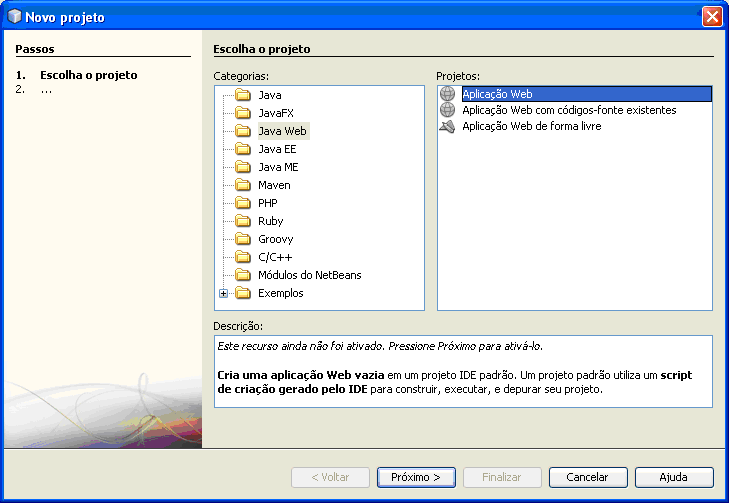 Novo projeto
Passos
1. Escolha o projeto
2. ...
Escolha o projeto
Categorias:
Java
JavaFX
Java Web
Java EE
Java ME
Maven
PHP
Ruby
Groovy
C/C++
Módulos do NetBeans
Exemplos
Projetos:
Aplicação Web
Aplicação Web com códigos-fonte existentes
Aplicação Web de forma livre
Descrição:
Este recurso ainda não foi ativado. Pressione Próximo para ativá-lo.
Cria uma aplicação Web vazia em um projeto IDE padrão. Um projeto padrão utiliza um script
de criação gerado pelo IDE para construir, executar, e depurar seu projeto.
< Voltar
Próximo >
Finalizar
Cancelar
Ajuda